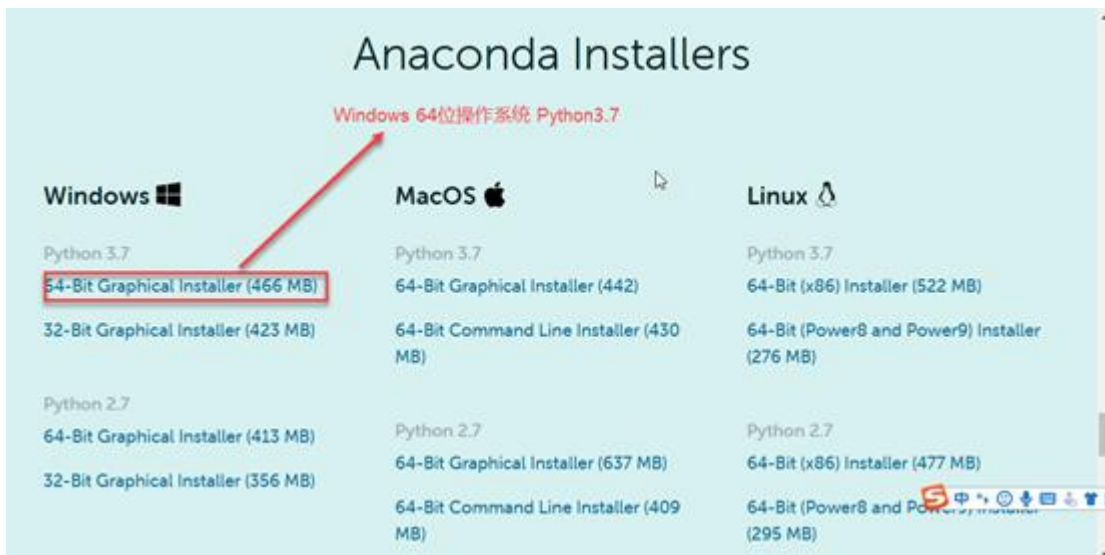 Anaconda Installers
Windows 64位操作系统 Python3.7
Windows
Python 3.7
64-Bit Graphical Installer (466 MB)
32-Bit Graphical Installer (423 MB)
Python 2.7
64-Bit Graphical Installer (413 MB)
32-Bit Graphical Installer (356 MB)
MacOS
Python 3.7
64-Bit Graphical Installer (442)
64-Bit Command Line Installer (430
MB)
Python 2.7
64-Bit Graphical Installer (637 MB)
64-Bit Command Line Installer (409
MB)
Linux
Python 3.7
64-Bit (x86) Installer (522 MB)
64-Bit (Power8 and Power9) Installer
(276 MB)
Python 2.7
64-Bit (x86) Installer (477 MB)
64-Bit (Power8 and
(295 MB)
中